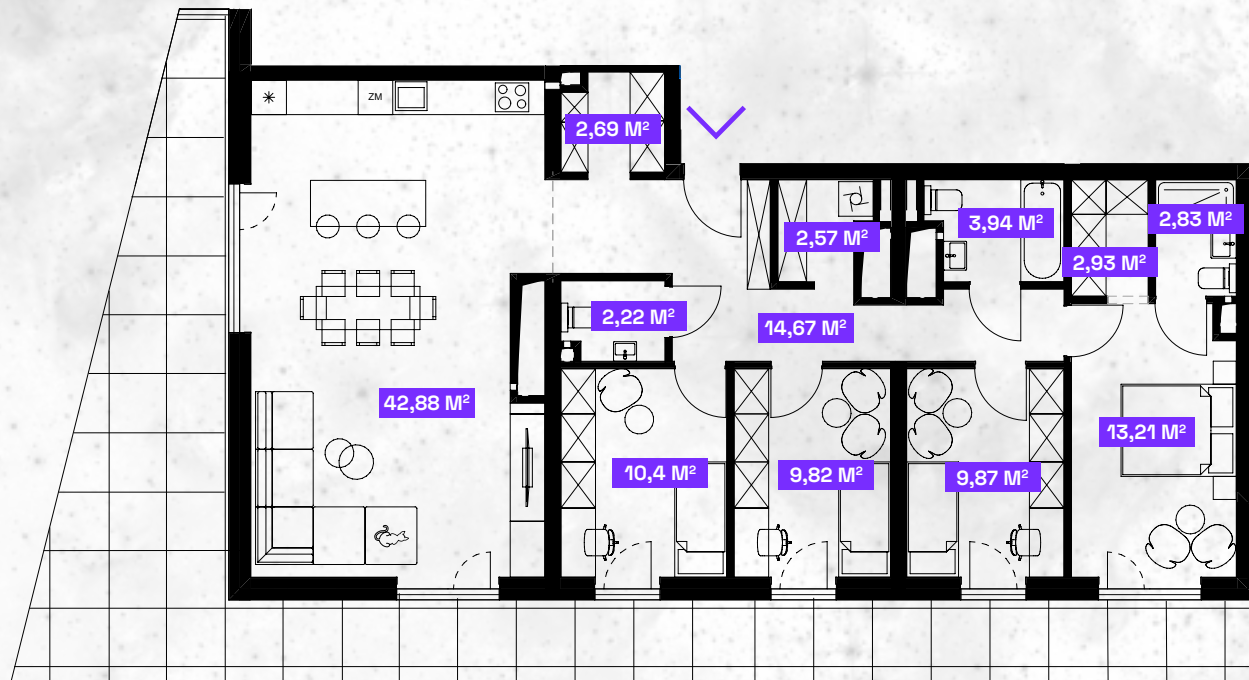 ZM
2,69 M²
2,57 M²
3,94 M²
2,83 M²
2,93 M²
2,22 M²
14,67 M²
42,88 M²
13,21 M²
10,4 M²
9,82 M²
9,87 M²